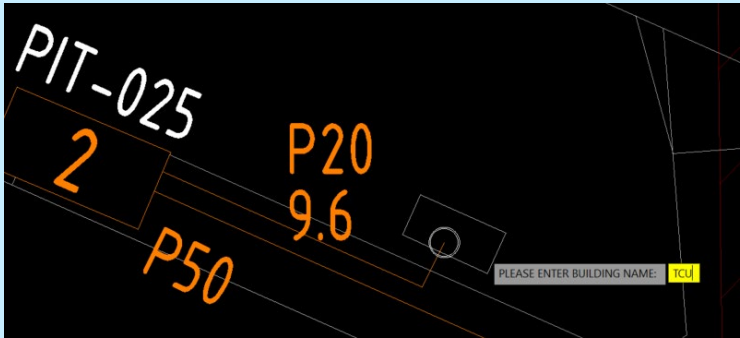 PIT-025
2
P20
9.6
P50
PLEASE ENTER BUILDING NAME: TCU